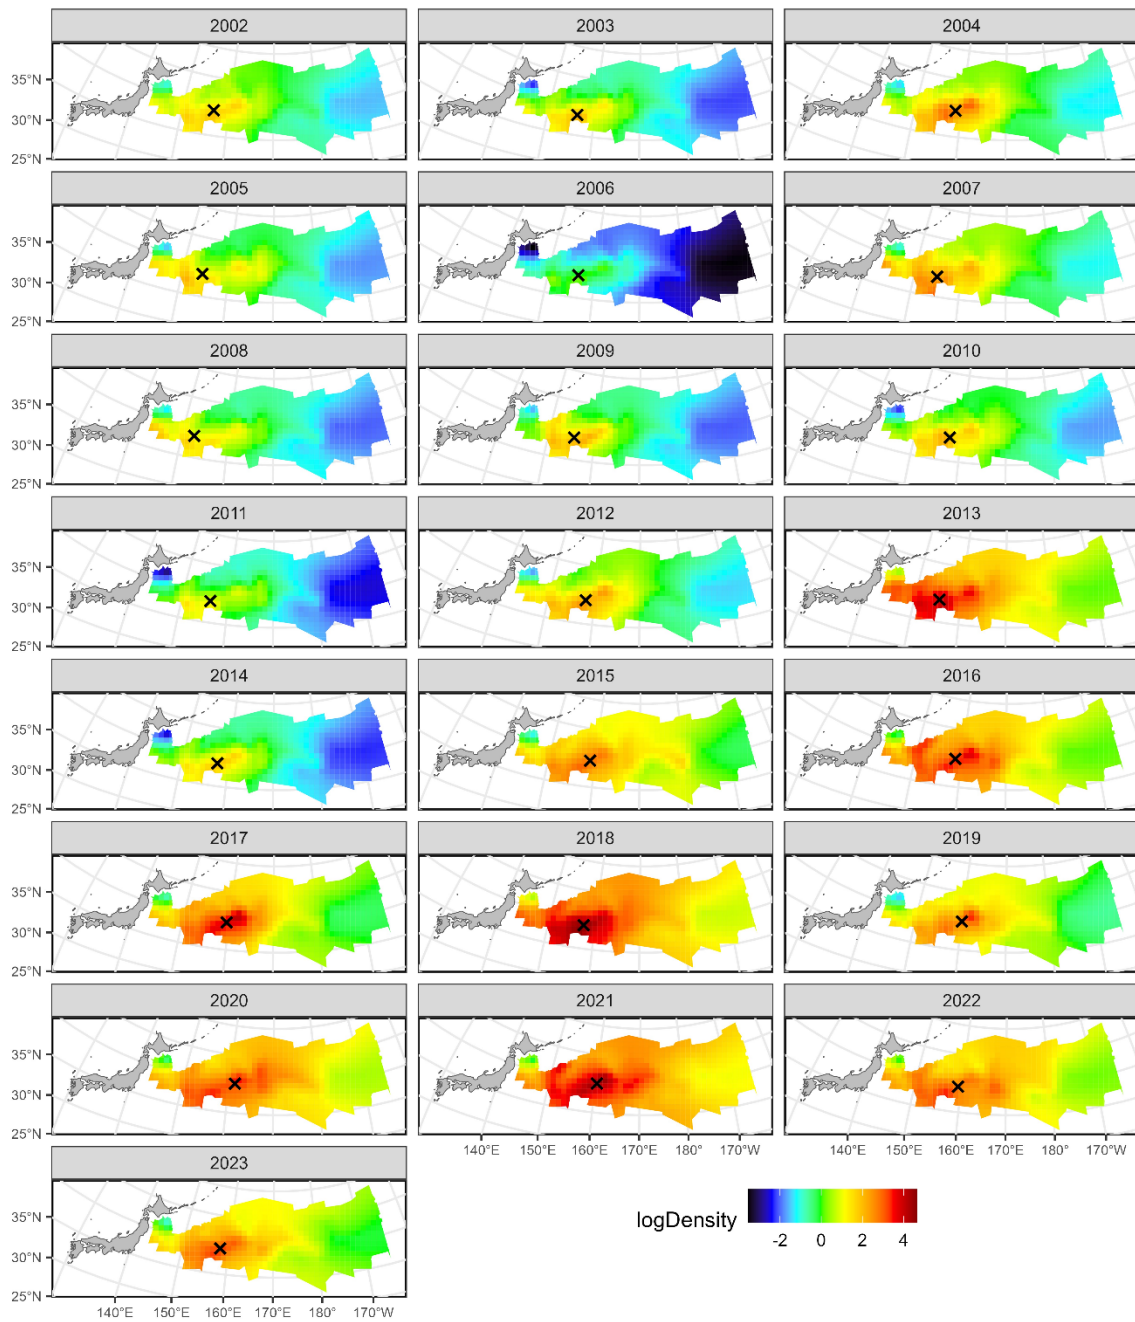 2002 2003 2004
35°N
30°N
25°N
2005 2006 2007
35°N
30°N
25°N
2008 2009 2010
35°N
30°N
25°N
2011 2012 2013
35°N
30°N
25°N
2014 2015 2016
35°N
30°N
25°N
2017 2018 2019
35°N
30°N
25°N
2020 2021 2022
35°N
30°N
25°N
140°E 150°E 160°E 170°E 180° 170°W 140°E 150°E 160°E 170°E 180° 170°W
2023
35°N
30°N
25°N
140°E 150°E 160°E 170°E 180° 170°W
logDensity
-2 0 2 4